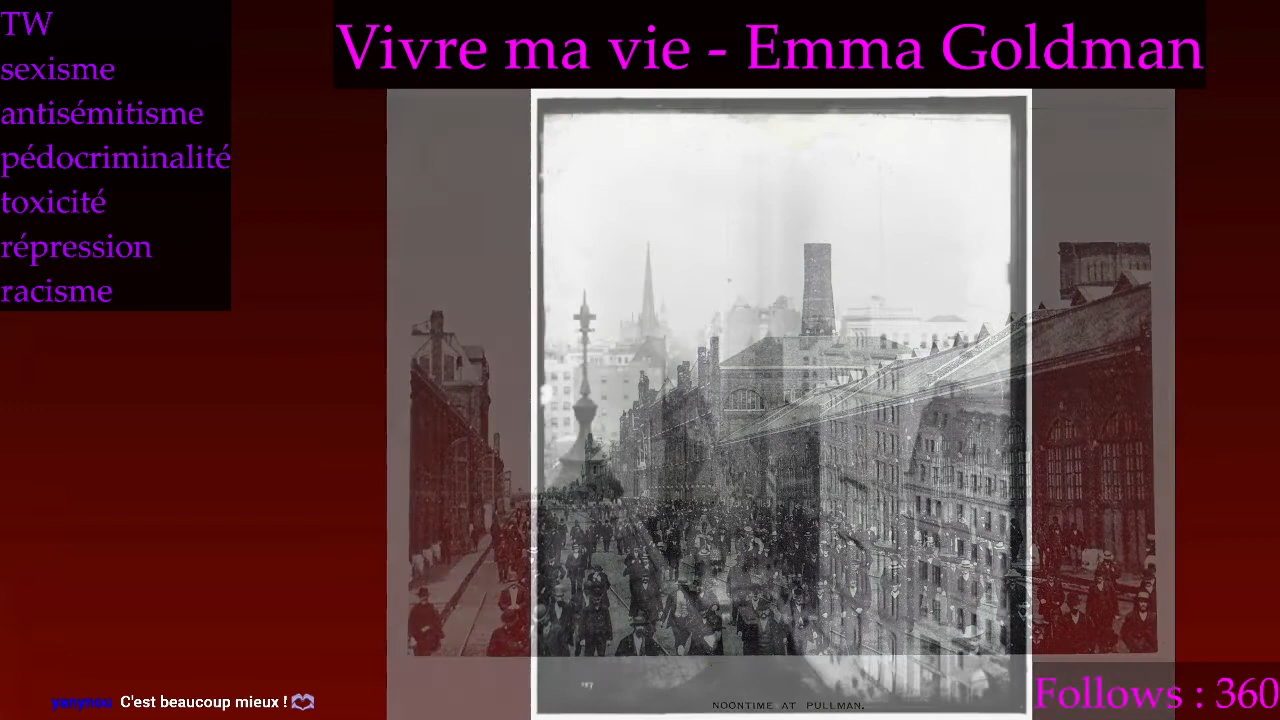 TW
sexisme
antisémitisme
pédocriminalité
toxicité
répression
racisme
Vivre ma vie - Emma Goldman
NOONTIME AT PULLMAN.
yanynou C'est beaucoup mieux !
Follows : 360